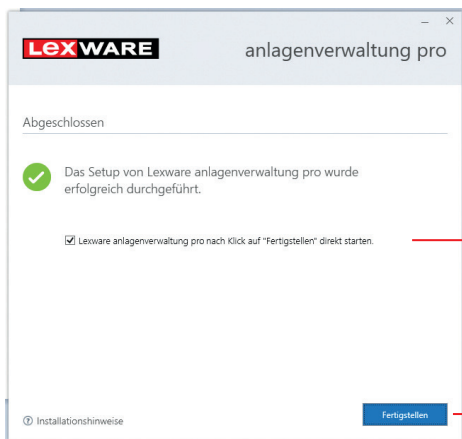 LEXWARE
anlagenverwaltung pro
Abgeschlossen
Das Setup von Lexware anlagenverwaltung pro wurde
erfolgreich durchgeführt.
Lexware anlagenverwaltung pro nach Klick auf "Fertigstellen" direkt starten.
Fertigstellen
? Installationshinweise